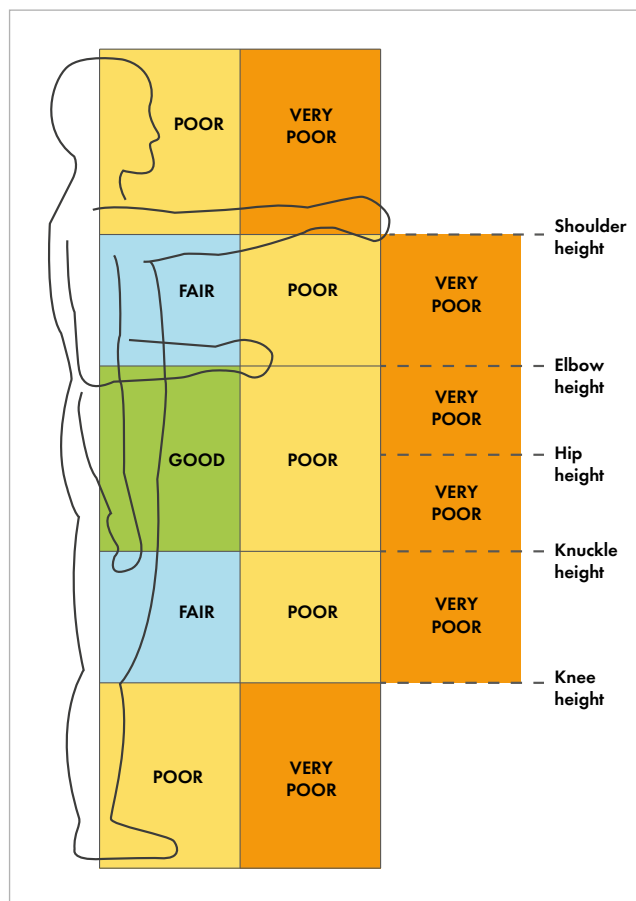 POOR
VERY
POOR
Shoulder
height
FAIR
POOR
VERY
POOR
Elbow
height
VERY
POOR
GOOD
POOR
Hip
height
VERY
POOR
Knuckle
height
FAIR
POOR
VERY
POOR
Knee
height
POOR
VERY
POOR